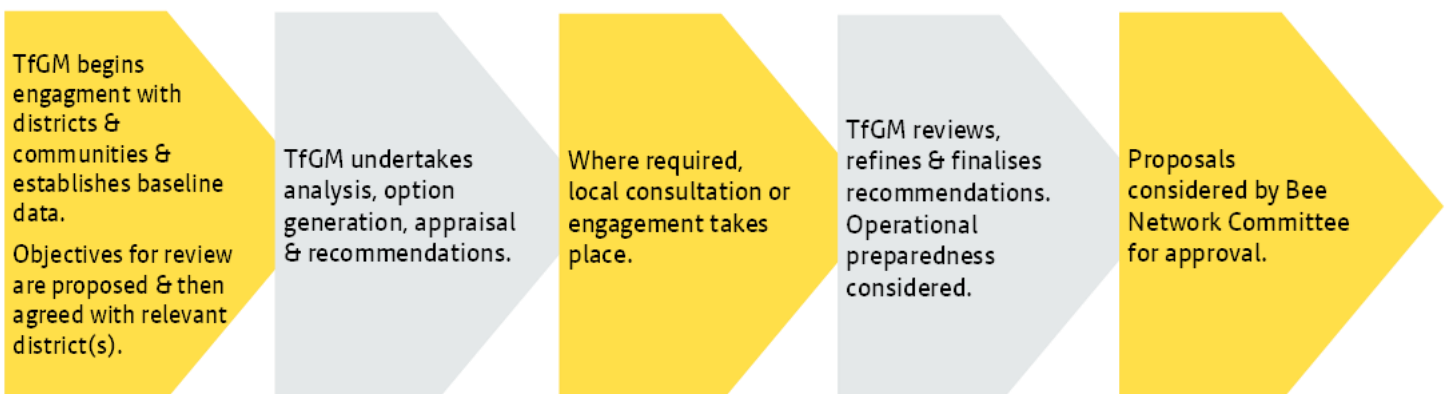 TfGM begins
engagment with
districts &
communities &
establishes baseline
data.
Objectives for review
are proposed & then
agreed with relevant
district(s).
TfGM undertakes
analysis, option
generation, appraisal
& recommendations.
Where required,
local consultation or
engagement takes
place.
TfGM reviews,
refines & finalises
recommendations.
Operational
preparedness
considered.
Proposals
considered by Bee
Network Committee
for approval.